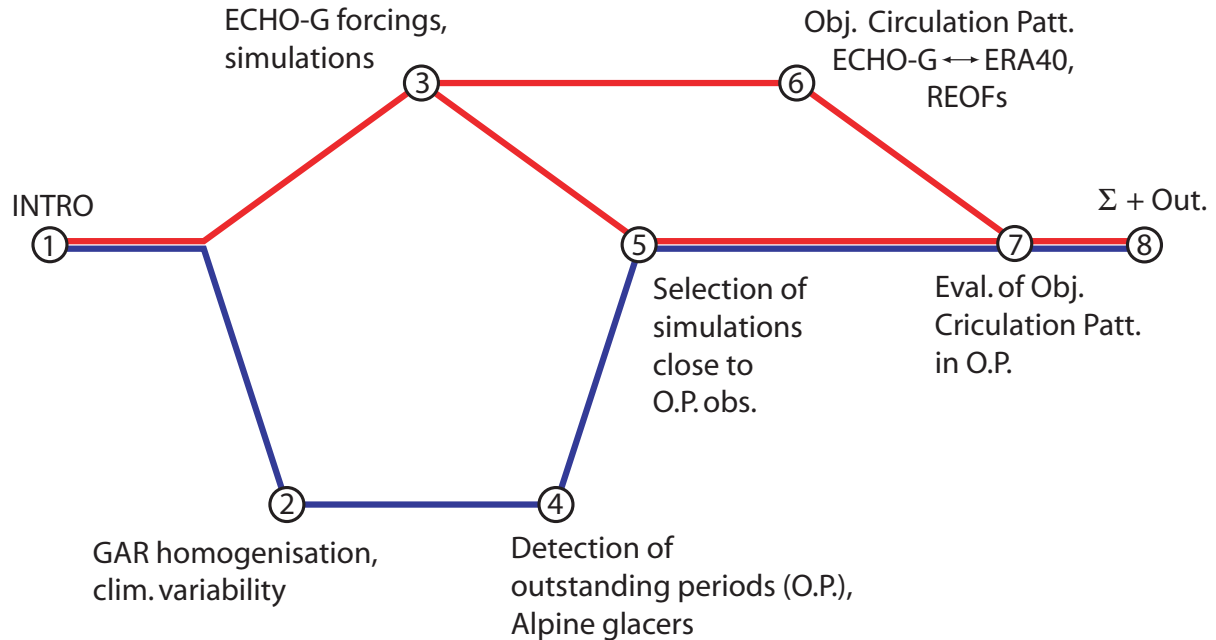 ECHO-G forcings,
simulations
3
Obj. Circulation Patt.
ECHO-G ↔ ERA40,
REOFs
6
INTRO
1
Σ + Out.
8
5
Selection of
simulations
close to
O.P. obs.
7
Eval. of Obj.
Criculation Patt.
in O.P.
2
GAR homogenisation,
clim. variability
4
Detection of
outstanding periods (O.P.),
Alpine glacers